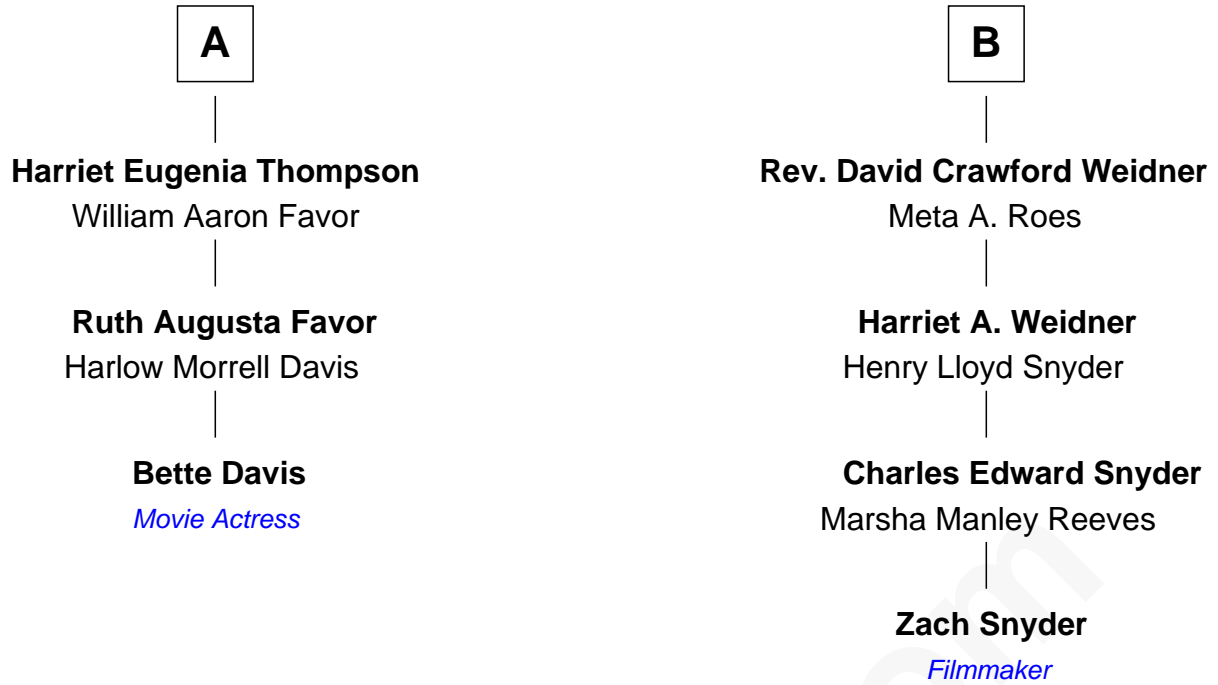 A
Harriet Eugenia Thompson
William Aaron Favor
Ruth Augusta Favor
Harlow Morrell Davis
Bette Davis
Movie Actress
B
Rev. David Crawford Weidner
Meta A. Roes
Harriet A. Weidner
Henry Lloyd Snyder
Charles Edward Snyder
Marsha Manley Reeves
Zach Snyder
Filmmaker